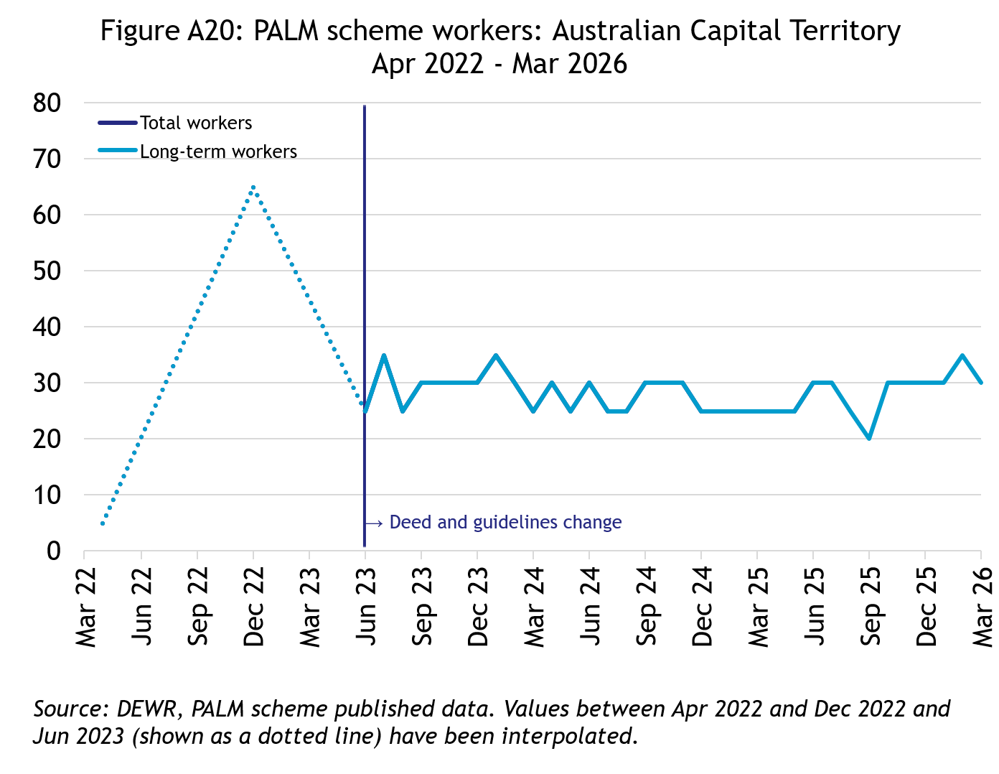 Figure A20: PALM scheme workers: Australian Capital Territory
Apr 2022 - Mar 2026
80
Total workers
Long-term workers
70
60
50
40
30
20
10
→ Deed and guidelines change
0
Mar 22
Jun 22
Sep 22
Dec 22
Mar 23
Jun 23
Sep 23
Dec 23
Mar 24
Jun 24
Sep 24
Dec 24
Mar 25
Jun 25
Sep 25
Dec 25
Mar 26
Source: DEWR, PALM scheme published data. Values between Apr 2022 and Dec 2022 and
Jun 2023 (shown as a dotted line) have been interpolated.